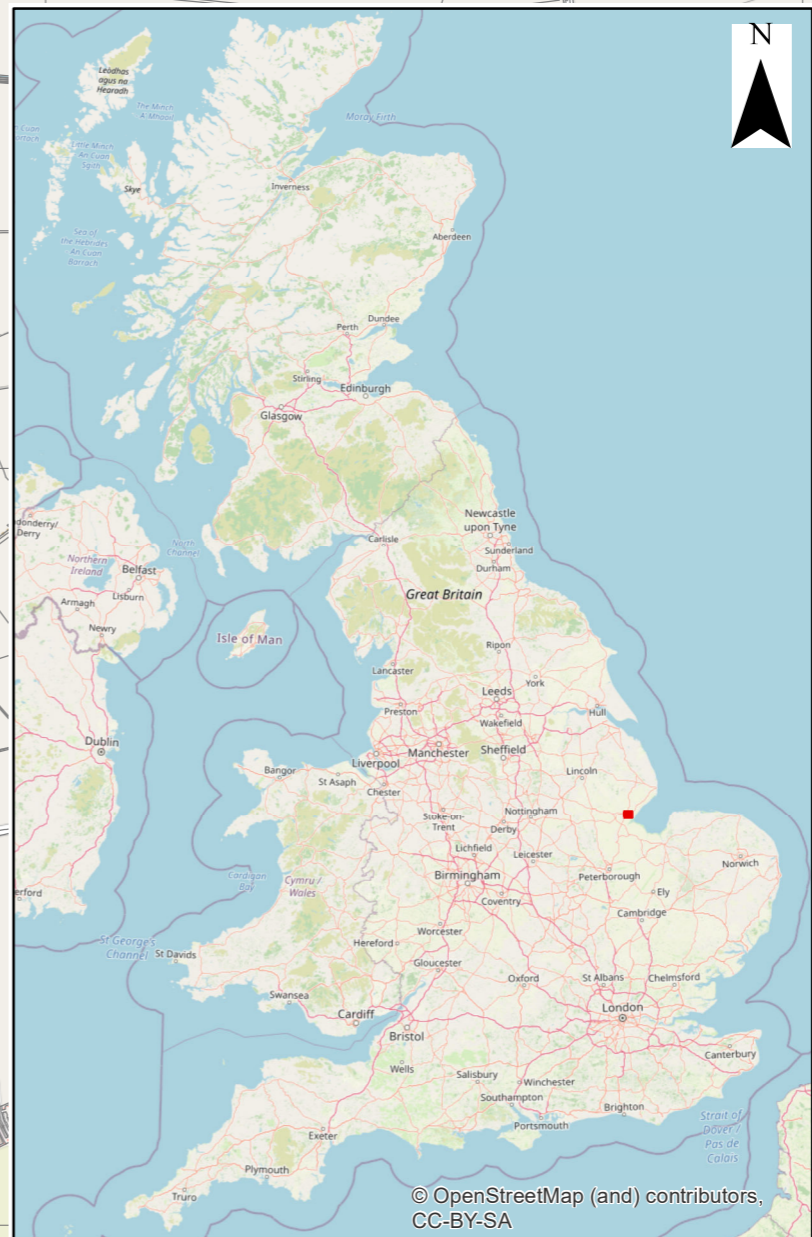 N
Leòdhas
agus na
Hearadh
The Minch
A' Mhaoil
Moray Firth
Little Minch
An Cuan
Sgith
Skye
Inverness
Sea of
the Hebrides
An Cuan
Barrach
Aberdeen
Dundee
Perth
Stirling
Edinburgh
Glasgow
Newcastle
upon Tyne
Carlisle
Sunderland
Durham
North
Channel
Derry
Northern
Ireland
Belfast
Lisburn
Armagh
Newry
Great Britain
Isle of Man
Ripon
Lancaster
York
Leeds
Preston
Wakefield
Hull
Dublin
Manchester
Sheffield
Liverpool
Bangor
St Asaph
Chester
Lincoln
Stoke-on-
Trent
Nottingham
Derby
Lichfield
Leicester
Norwich
Birmingham
Peterborough
Ely
Coventry
Cambridge
Cardigan
Bay
Cymru /
Wales
Worcester
Hereford
St George's
Channel
St Davids
Gloucester
Oxford
St Albans
Chelmsford
Swansea
Cardiff
London
Bristol
Canterbury
Wells
Salisbury
Winchester
Southampton
Portsmouth
Brighton
Strait of
Dover /
Pas de
Calais
Exeter
Plymouth
Truro
© OpenStreetMap (and) contributors,
CC-BY-SA